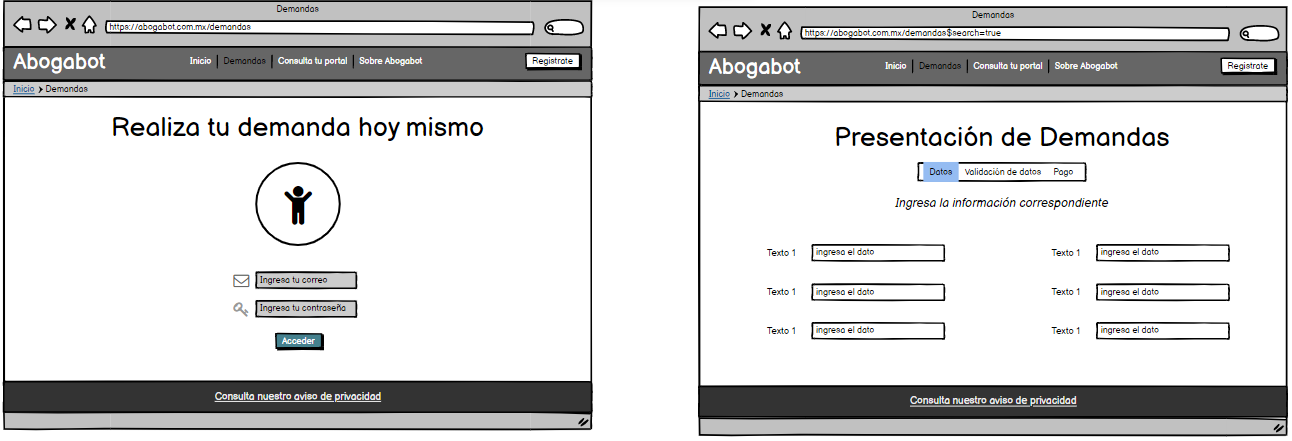 Demandas
https://abogabot.com.mx/demandas
Abogabot
Inicio Demandas Consulta tu portal Sobre Abogabot
Registrate
Inicio Demandas
Realiza tu demanda hoy mismo
Ingresa tu correo
Ingresa tu contraseña
Acceder
Consulta nuestro aviso de privacidad
Demandas
https://abogabot.com.mx/demandas$search=true
Abogabot
Inicio Demandas Consulta tu portal Sobre Abogabot
Registrate
Inicio Demandas
Presentación de Demandas
Datos Validación de datos Pago
Ingresa la información correspondiente
Texto 1 ingresa el dato Texto 1 ingresa el dato
Texto 1 ingresa el dato Texto 1 ingresa el dato
Texto 1 ingresa el dato Texto 1 ingresa el dato
Consulta nuestro aviso de privacidad